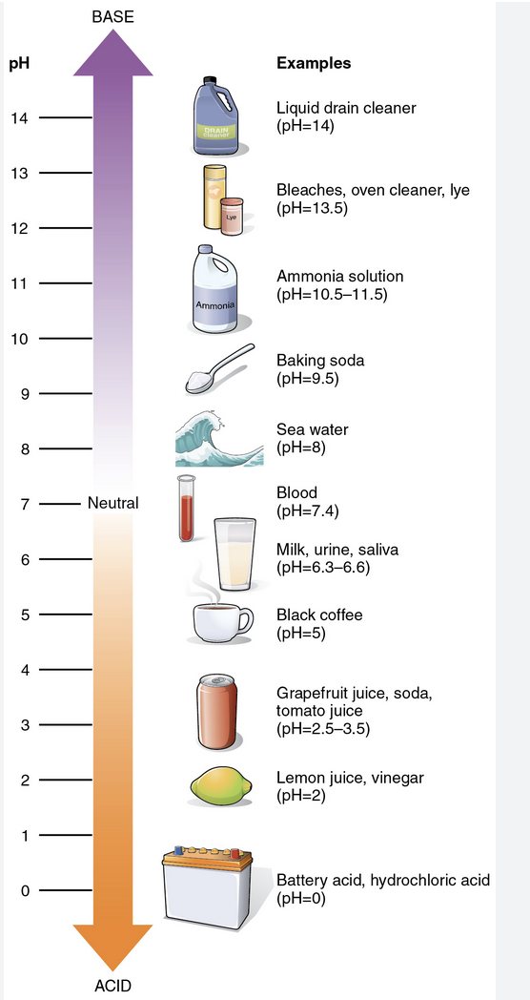 BASE
pH
Examples
14
Liquid drain cleaner
(pH=14)
DRAIN
cleaner
13
Bleaches, oven cleaner, lye
(pH=13.5)
Lye
12
11
Ammonia solution
(pH=10.5–11.5)
Ammonia
10
Baking soda
(pH=9.5)
9
Sea water
(pH=8)
8
Blood
(pH=7.4)
7
Neutral
Milk, urine, saliva
(pH=6.3–6.6)
6
Black coffee
(pH=5)
5
4
Grapefruit juice, soda,
tomato juice
(pH=2.5–3.5)
3
Lemon juice, vinegar
(pH=2)
2
1
Battery acid, hydrochloric acid
(pH=0)
0
ACID